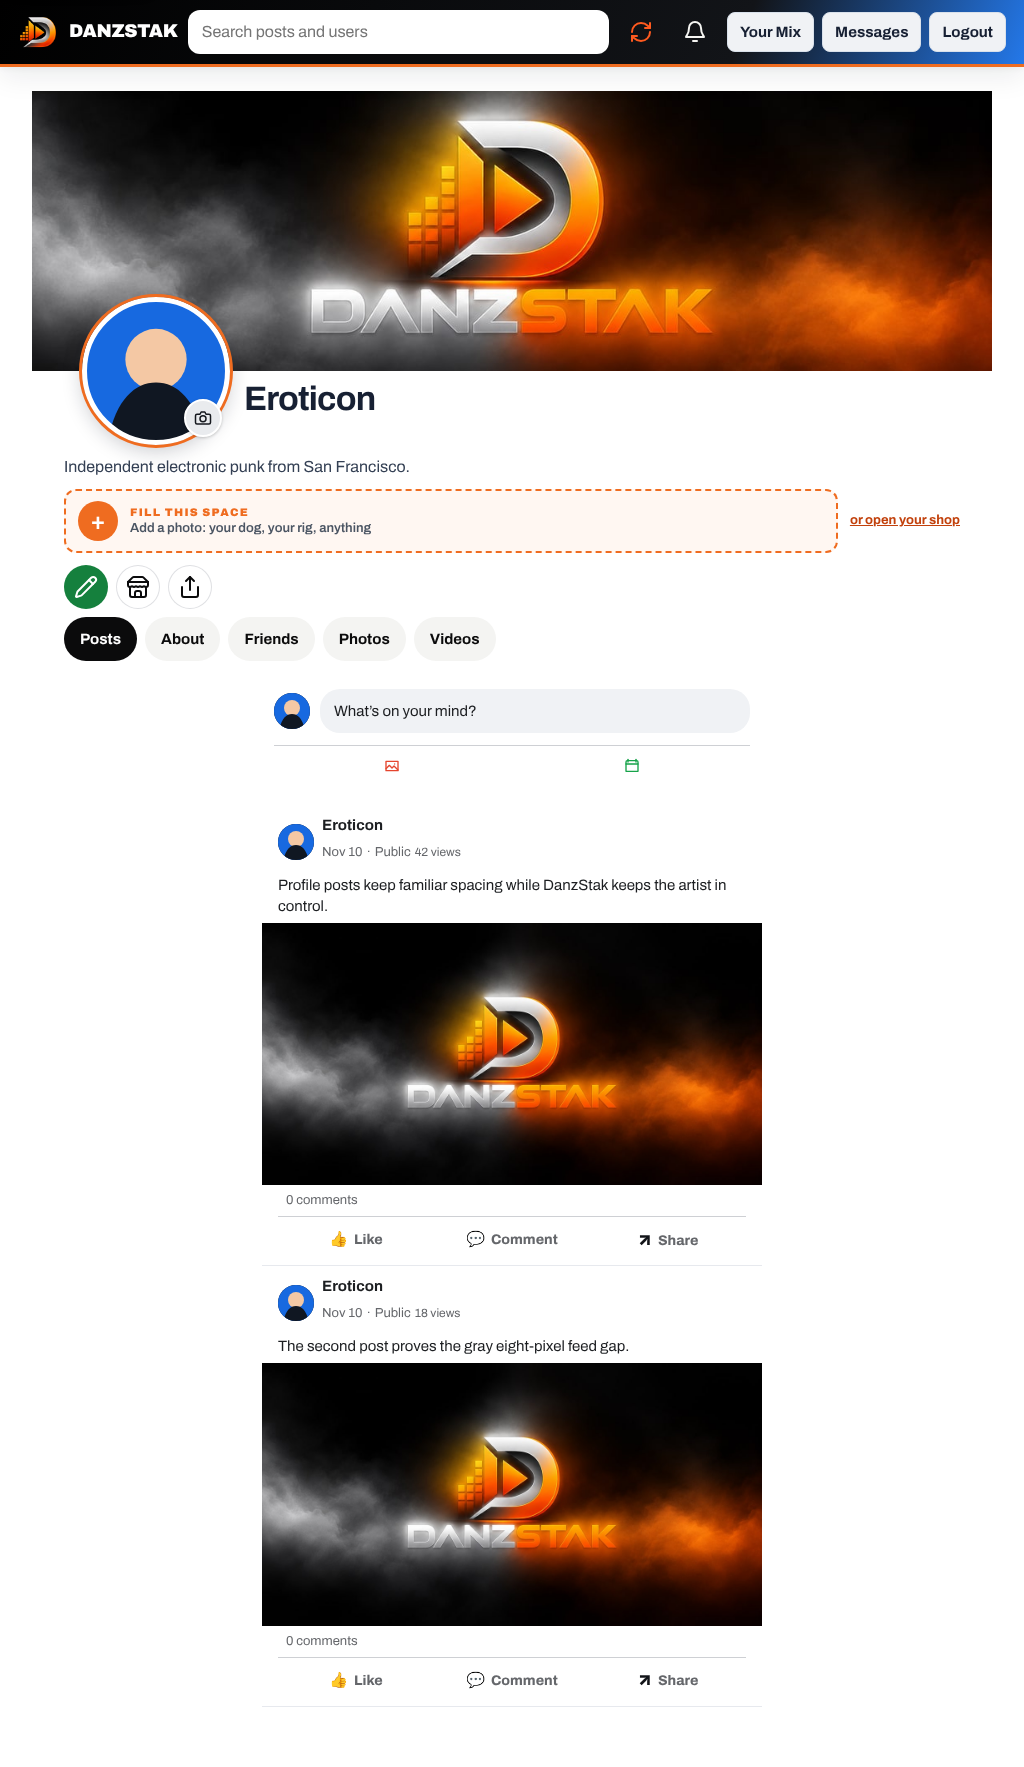 DANZSTAK
Search posts and users
Your Mix
Messages
Logout
DANZSTAK
Eroticon
Independent electronic punk from San Francisco.
FILL THIS SPACE
Add a photo: your dog, your rig, anything
or open your shop
Posts
About
Friends
Photos
Videos
What's on your mind?
Eroticon
Nov 10 · Public 42 views
Profile posts keep familiar spacing while DanzStak keeps the artist in
control.
DANZSTAK
0 comments
Like
Comment
Share
Eroticon
Nov 10 · Public 18 views
The second post proves the gray eight-pixel feed gap.
DANZSTAK
0 comments
Like
Comment
Share